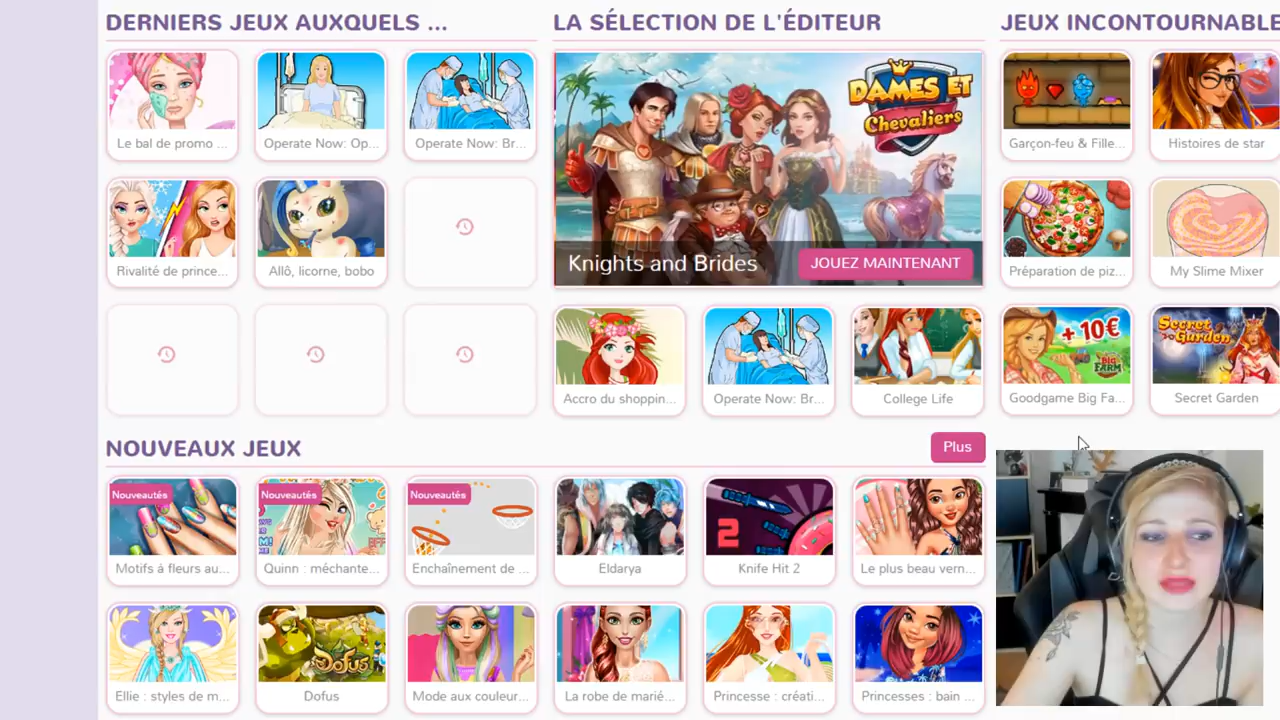 DERNIERS JEUX AUXQUELS ...
Le bal de promo ...
Operate Now: Op...
Operate Now: Br...
Rivalité de prince...
Allô, licorne, bobo
LA SÉLECTION DE L'ÉDITEUR
DAMES ET
Chevaliers
Knights and Brides
JOUEZ MAINTENANT
Accro du shoppin...
Operate Now: Br...
College Life
JEUX INCONTOURNABLE
Garçon-feu & Fille...
Histoires de star
Préparation de piz...
My Slime Mixer
+ 10€
BIG
FARM
Goodgame Big Fa...
Secret
Garden
Secret Garden
NOUVEAUX JEUX
Plus
Nouveautés
Motifs à fleurs au...
Nouveautés
Quinn : méchante...
Nouveautés
Enchaînement de ...
Eldarya
2
Knife Hit 2
Le plus beau vern...
Ellie : styles de m...
DOFUS
Dofus
Mode aux couleur...
La robe de marié...
Princesse : créati...
Princesses : bain ...